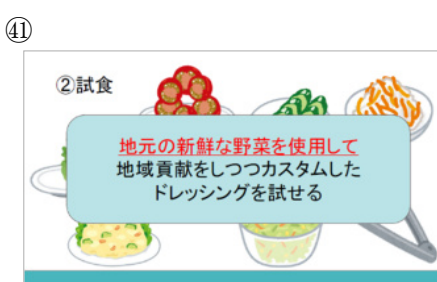 ㊶
②試食
地元の新鮮な野菜を使用して
地域貢献をしつつカスタムした
ドレッシングを試せる